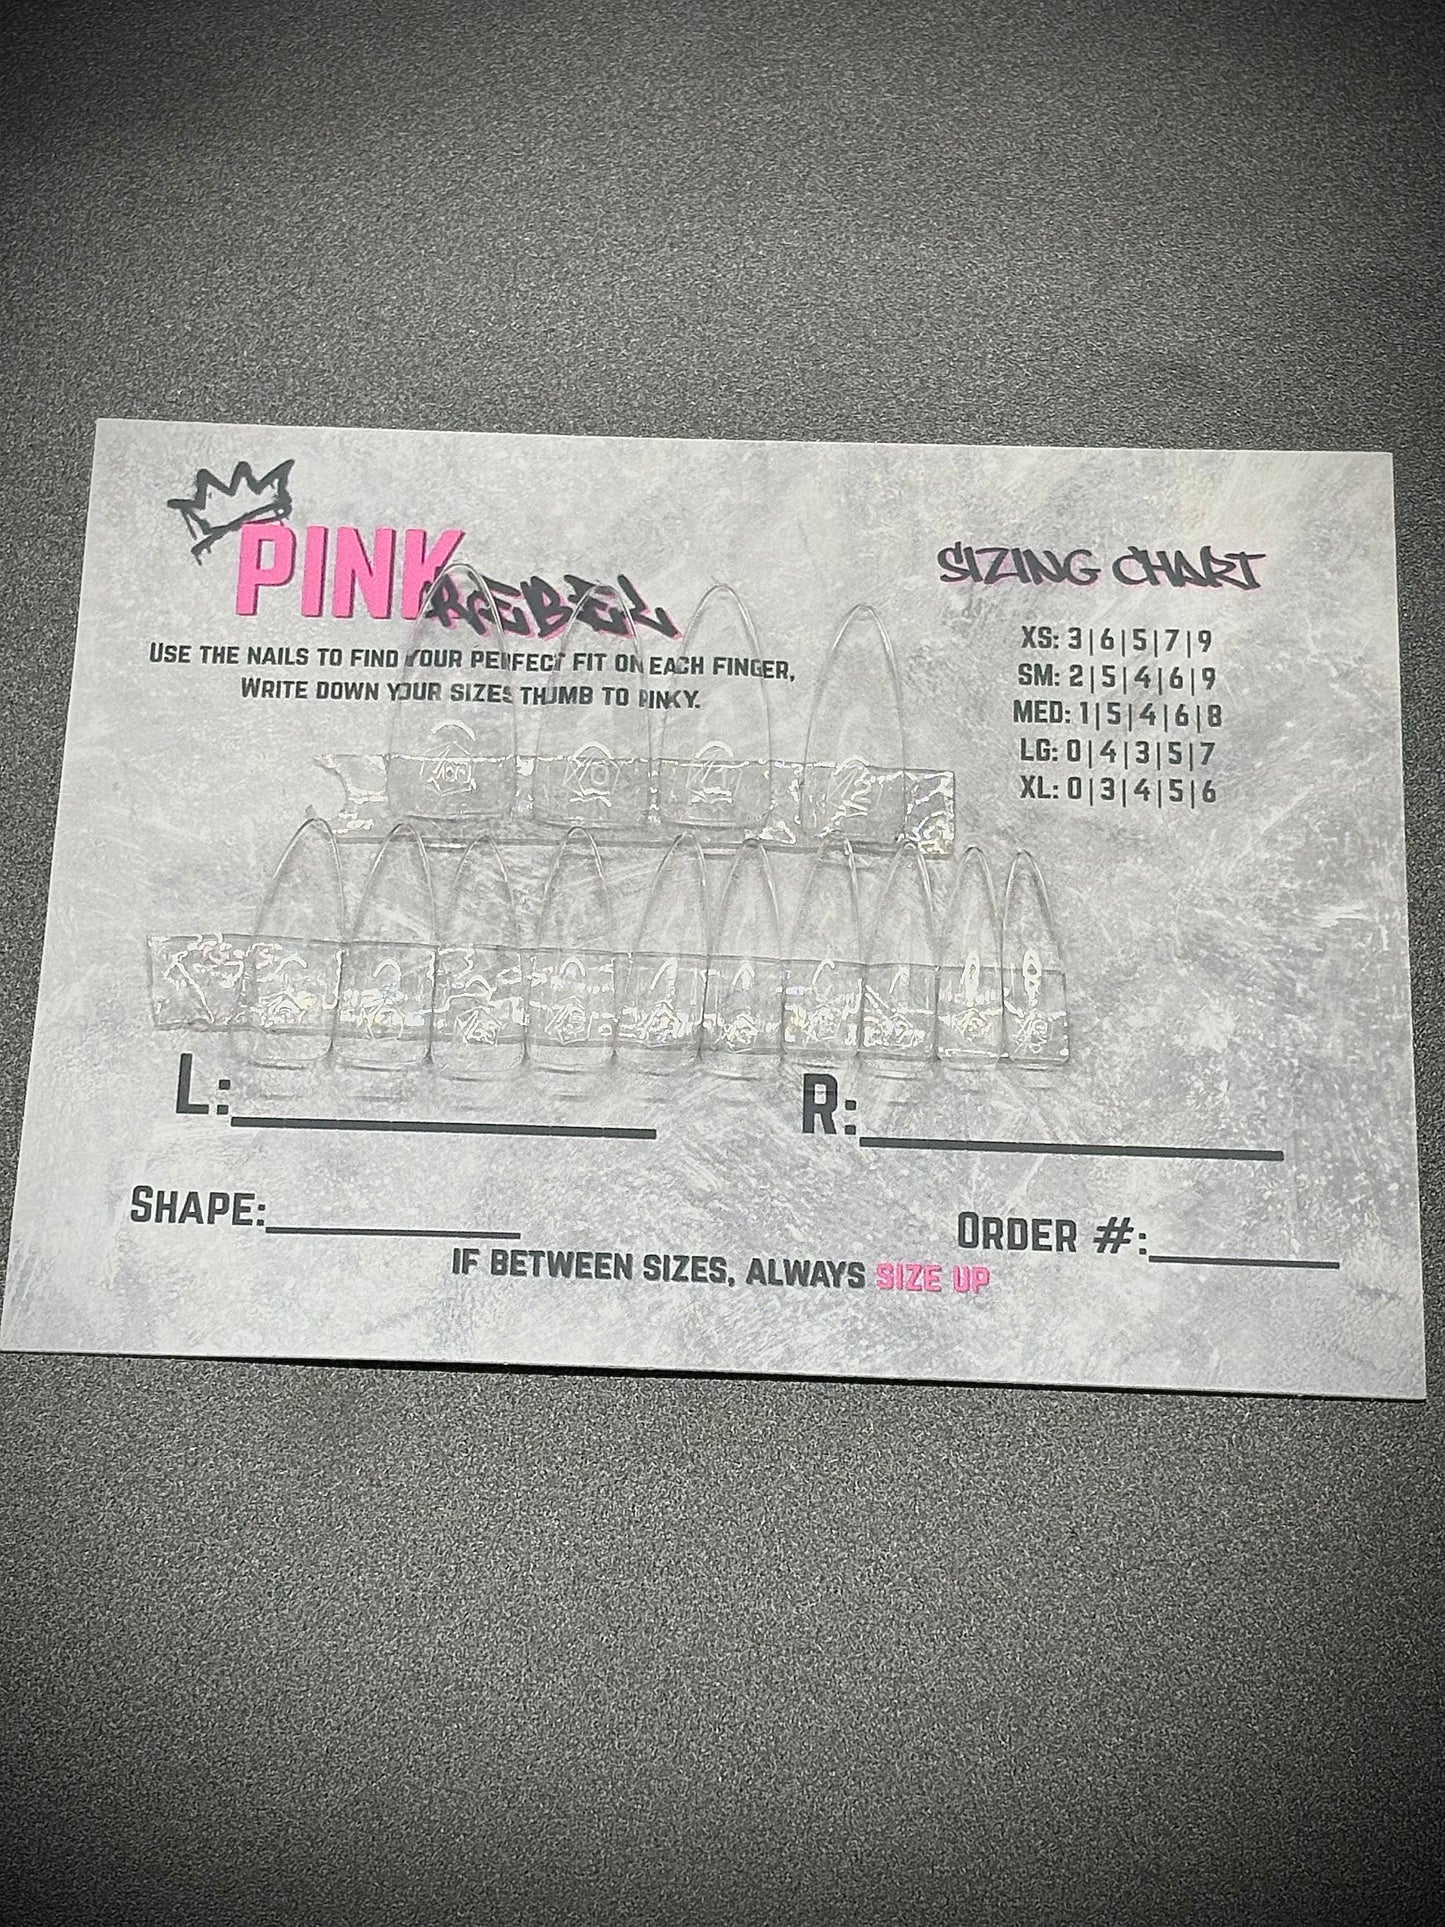 PINK
REBEL
USE THE NAILS TO FIND YOUR PERFECT FIT ON EACH FINGER,
WRITE DOWN YOUR SIZES THUMB TO PINKY.
SIZING CHART
XS: 3|6|5|7|9
SM: 2|5|4|6|9
MED: 1|5|4|6|8
LG: 0|4|3|5|7
XL: 0|3|4|5|6
L:
R:
SHAPE:
ORDER #:
IF BETWEEN SIZES, ALWAYS SIZE UP